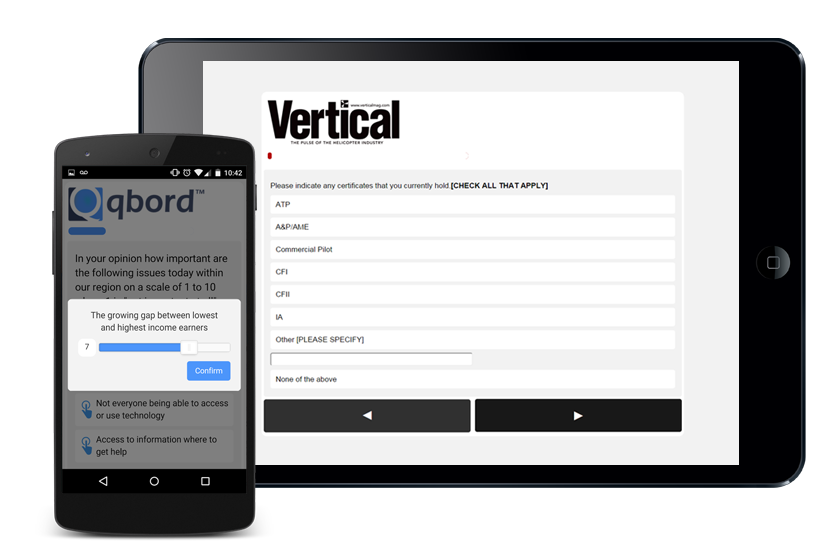 10:42
qbord™
In your opinion how important are
the following issues today within
our region on a scale of 1 to 10
The growing gap between lowest
and highest income earners
7
Confirm
Not everyone being able to access
or use technology
Access to information where to
get help
www.verticalmag.com
Vertical
THE PULSE OF THE HELICOPTER INDUSTRY
Please indicate any certificates that you currently hold [CHECK ALL THAT APPLY]
ATP
A&P/AME
Commercial Pilot
CFI
CFII
IA
Other [PLEASE SPECIFY]
None of the above